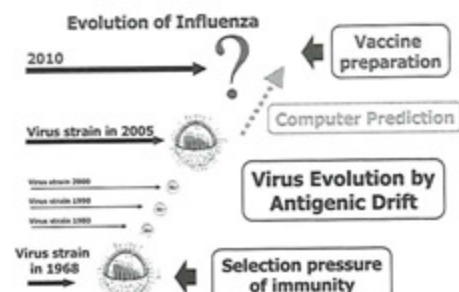 Evolution of Influenza
2010
?
Vaccine
preparation
Computer Prediction
Virus strain in 2005
Virus strain 2000
Virus strain 1990
Virus strain 1980
Virus Evolution by
Antigenic Drift
Virus strain
in 1968
Selection pressure
of immunity